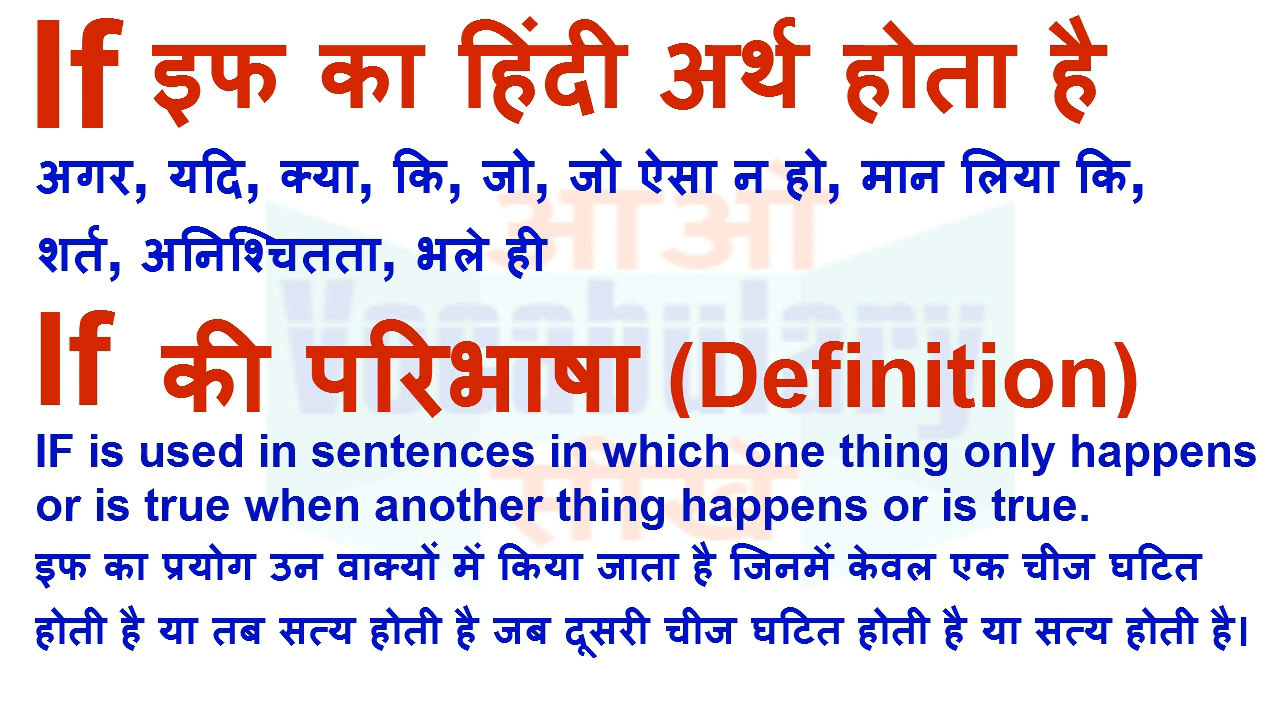 If इफ का हिंदी अर्थ होता है
अगर, यदि, क्या, कि, जो, जो ऐसा न हो, मान लिया कि,
शर्त, अनिश्चितता, भले ही
If की परिभाषा (Definition)
IF is used in sentences in which one thing only happens
or is true when another thing happens or is true.
इफ का प्रयोग उन वाक्यों में किया जाता है जिनमें केवल एक चीज घटित
होती है या तब सत्य होती है जब दूसरी चीज घटित होती है या सत्य होती है।
आओ
Vocabulary
सीखें